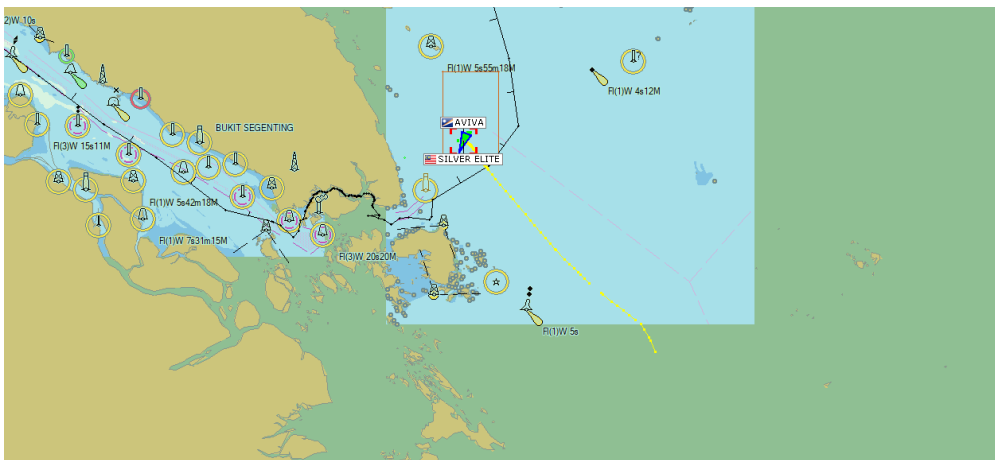 2)W 10s
Fl(1)W 5s55m18M
Fl(1)W 4s12M
AVIVA
BUKIT SEGENTING
Fl(3)W 15s11M
SILVER ELITE
Fl(1)W 5s42m18M
Fl(1)W 7s31m15M
Fl(3)W 20s20M
Fl(1)W 5s